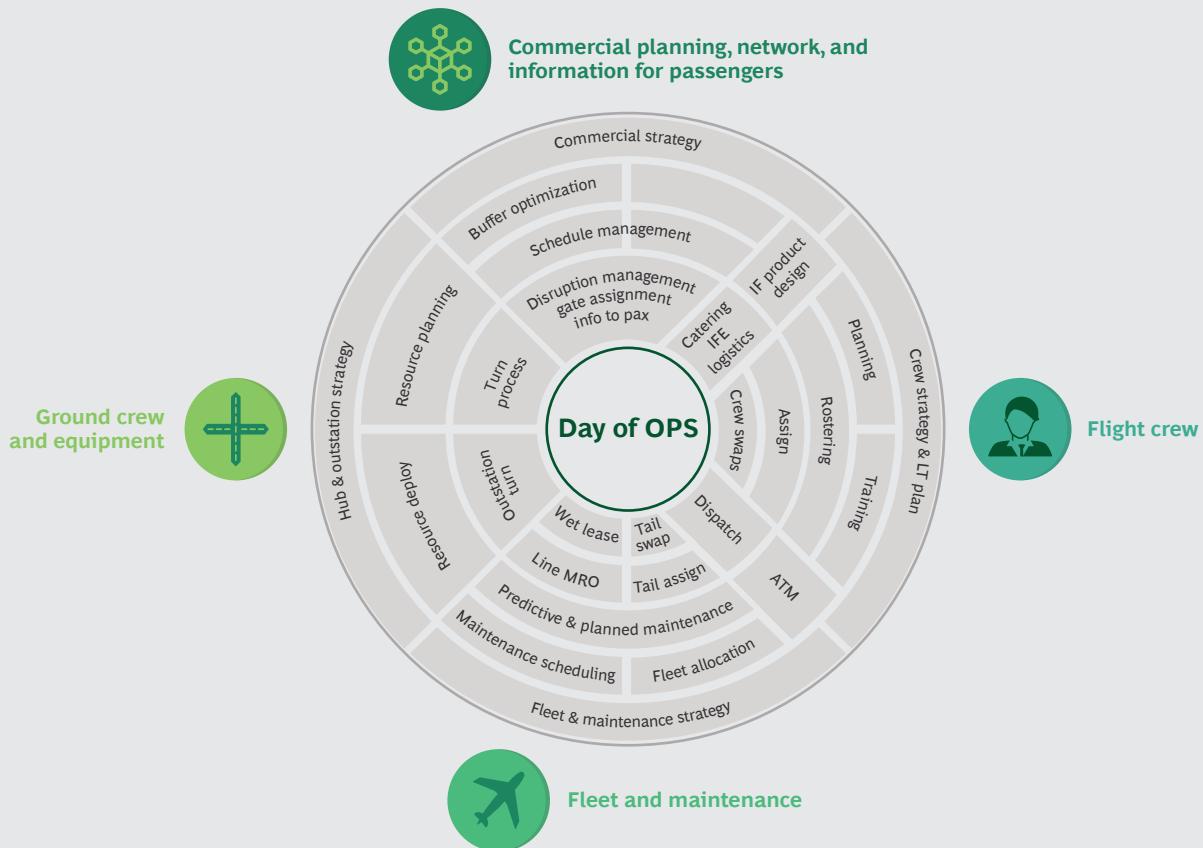 Commercial planning, network, and
information for passengers
Commercial strategy
Buffer optimization
Schedule management
Disruption management
gate assignment
info to pax
IF product
design
Catering
IFE
logistics
Ground crew
and equipment
Hub & outstation strategy
Resource planning
Turn
process
Resource deploy
Outstation
turn
Day of OPS
Crew swaps
Assign
Rostering
Planning
Training
Crew strategy & LT plan
Flight crew
Wet lease
Tail
swap
Dispatch
Line MRO
Tail assign
ATM
Predictive & planned maintenance
Maintenance scheduling
Fleet allocation
Fleet & maintenance strategy
Fleet and maintenance